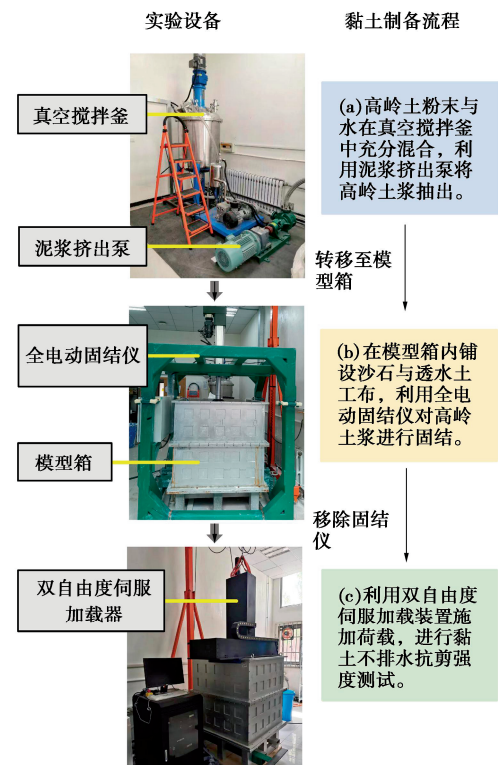 实验设备
黏土制备流程
真空搅拌釜
泥浆挤出泵
(a)高岭土粉末与
水在真空搅拌釜
中充分混合，利
用泥浆挤出泵将
高岭土浆抽出。
转移至模
型箱
全电动固结仪
模型箱
(b)在模型箱内铺
设沙石与透水土
工布，利用全电
动固结仪对高岭
土浆进行固结。
移除固结
仪
双自由度伺服
加载器
(c)利用双自由度
伺服加载装置施
加荷载，进行黏
土不排水抗剪强
度测试。